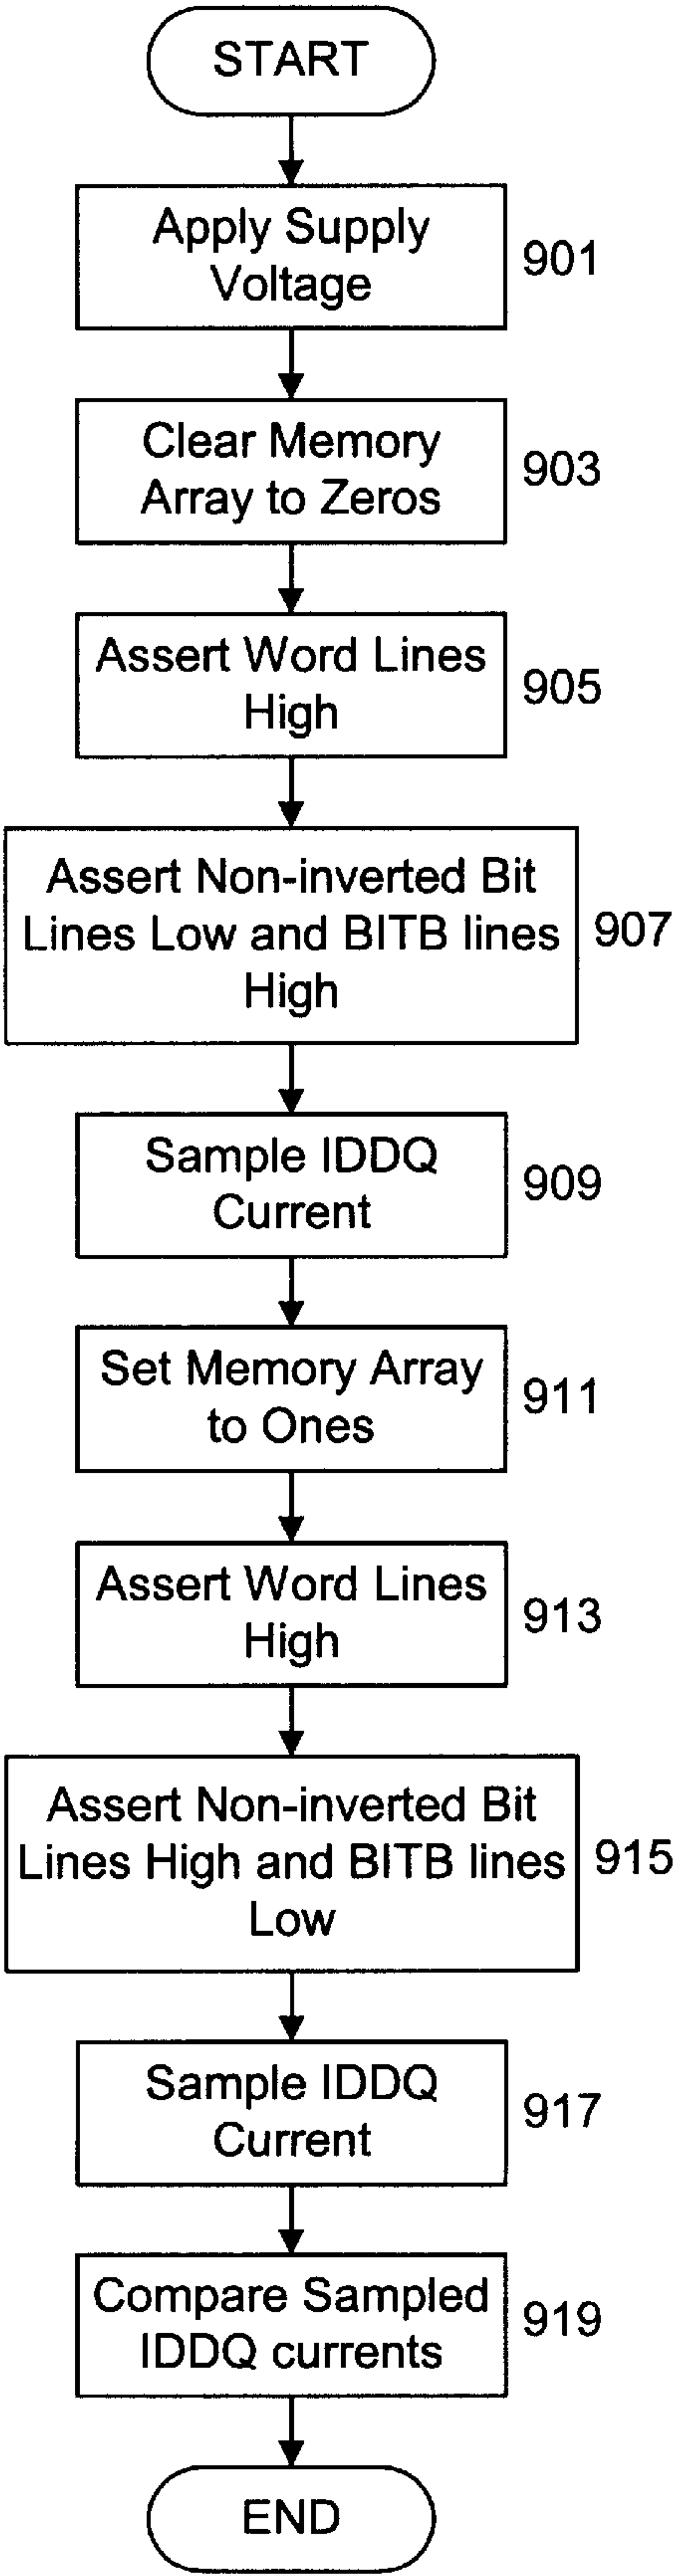 START
Apply Supply
Voltage
901
Clear Memory
Array to Zeros
903
Assert Word Lines
High
905
Assert Non-inverted Bit
Lines Low and BITB lines
High
907
Sample IDDQ
Current
909
Set Memory Array
to Ones
911
Assert Word Lines
High
913
Assert Non-inverted Bit
Lines High and BITB lines
Low
915
Sample IDDQ
Current
917
Compare Sampled
IDDQ currents
919
END